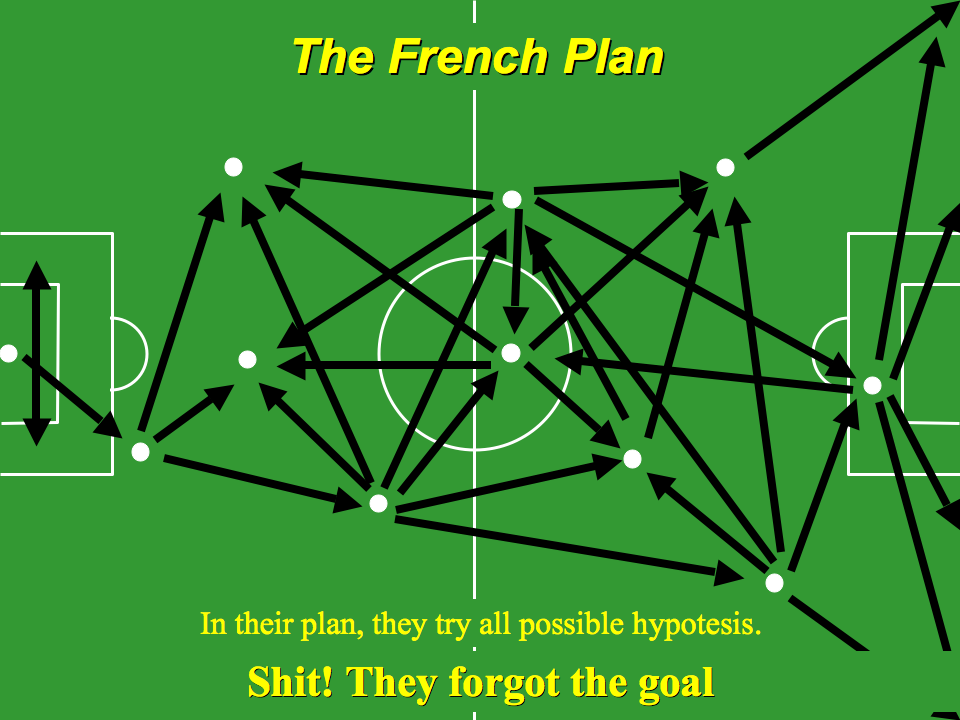 The French Plan
In their plan, they try all possible hypotesis.
Shit! They forgot the goal